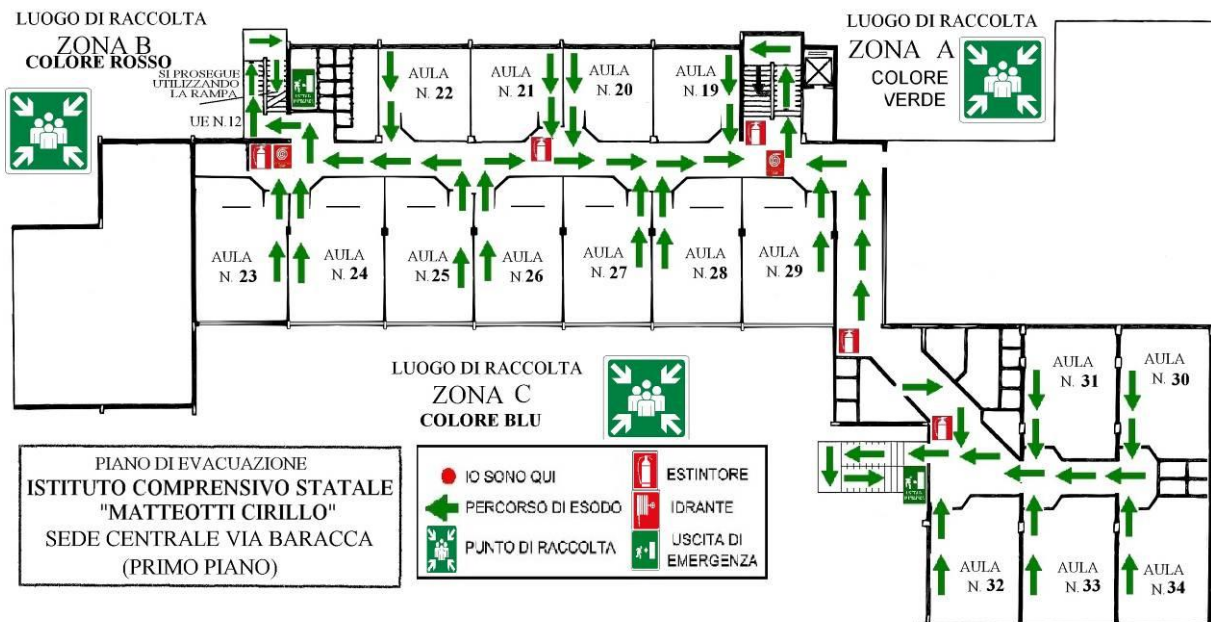 LUOGO DI RACCOLTA
ZONA B
COLORE ROSSO
SI PROSEGUE
UTILIZZANDO
LA RAMPA
UE N.12
LUOGO DI RACCOLTA
ZONA A
COLORE
VERDE
AULA
N. 22
AULA
N. 21
AULA
N. 20
AULA
N. 19
AULA
N. 23
AULA
N. 24
AULA
N. 25
AULA
N. 26
AULA
N. 27
AULA
N. 28
AULA
N. 29
LUOGO DI RACCOLTA
ZONA C
COLORE BLU
AULA
N. 31
AULA
N. 30
AULA
N. 32
AULA
N. 33
AULA
N. 34
PIANO DI EVACUAZIONE
ISTITUTO COMPRENSIVO STATALE
"MATTEOTTI CIRILLO"
SEDE CENTRALE VIA BARACCA
(PRIMO PIANO)
IO SONO QUI
PERCORSO DI ESODO
PUNTO DI RACCOLTA
ESTINTORE
IDRANTE
USCITA DI
EMERGENZA